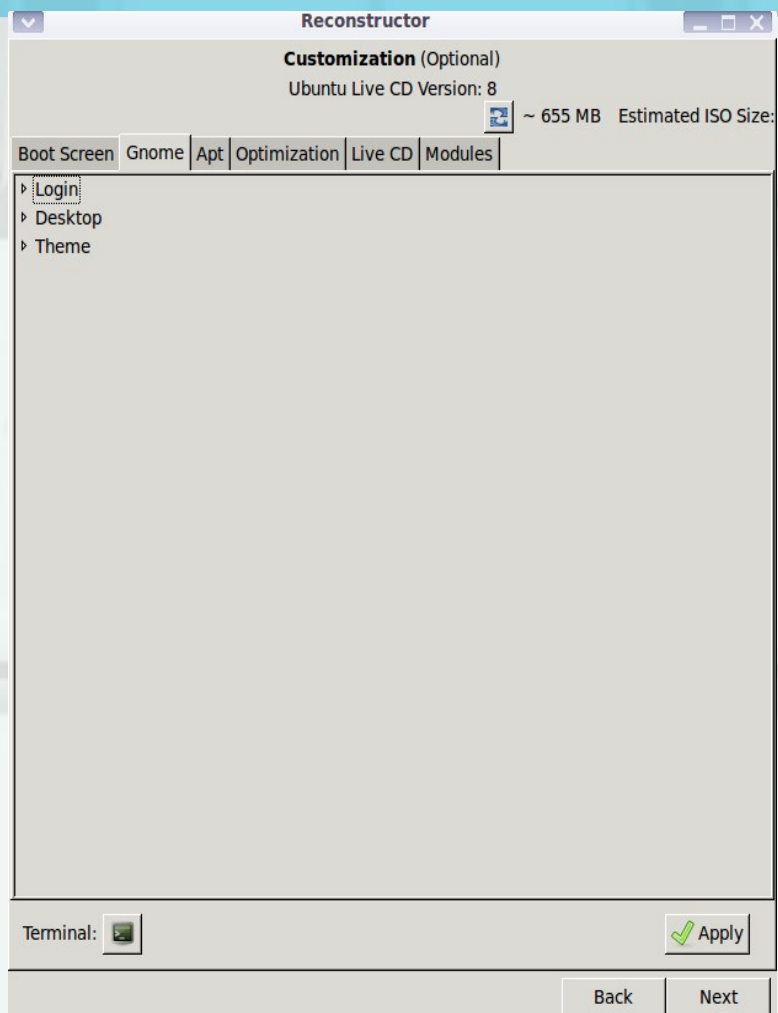 Reconstructor
Customization (Optional)
Ubuntu Live CD Version: 8
~ 655 MB Estimated ISO Size:
Boot Screen Gnome Apt Optimization Live CD Modules
Login
Desktop
Theme
Terminal: Apply
Back Next